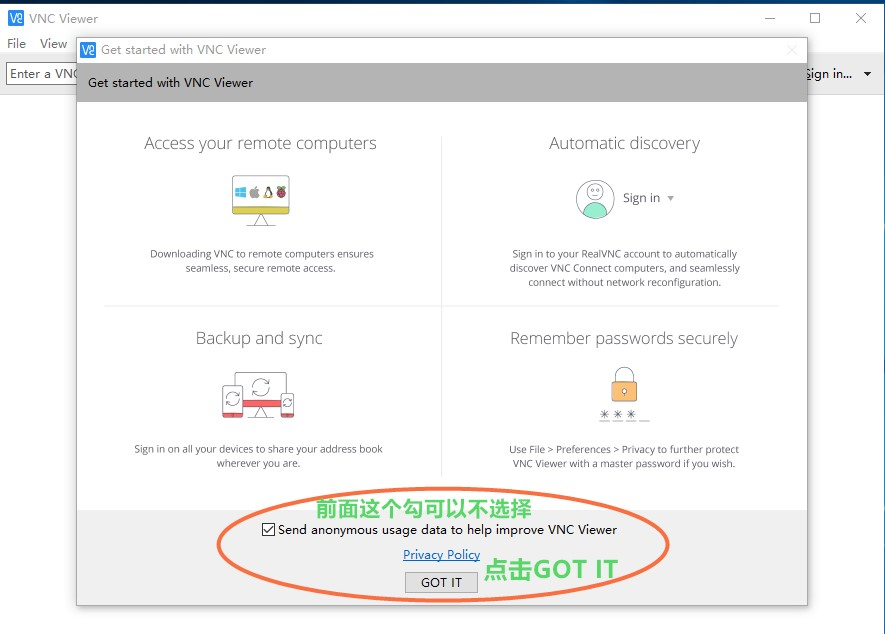 VNC Viewer
File View
Get started with VNC Viewer
Enter a VNC
Sign in...
Get started with VNC Viewer
Access your remote computers
Downloading VNC to remote computers ensures
seamless, secure remote access.
Automatic discovery
Sign in
Sign in to your RealVNC account to automatically
discover VNC Connect computers, and seamlessly
connect without network reconfiguration.
Backup and sync
Sign in on all your devices to share your address book
wherever you are.
Remember passwords securely
***_
Use File > Preferences > Privacy to further protect
VNC Viewer with a master password if you wish.
前面这个勾可以不选择
Send anonymous usage data to help improve VNC Viewer
Privacy Policy
点击GOT IT
GOT IT